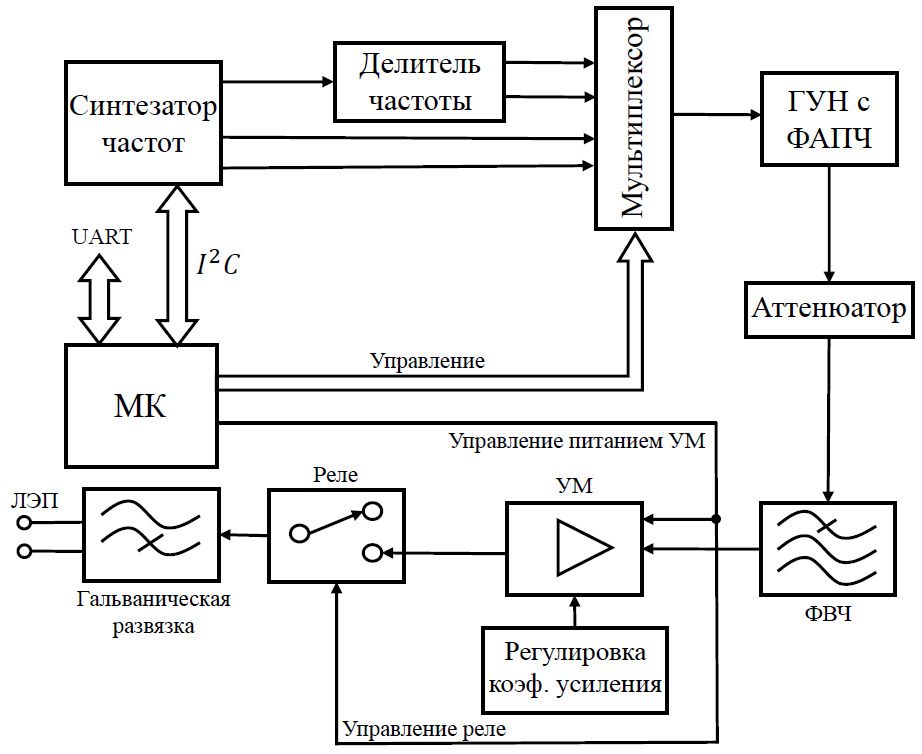 Делитель
частоты
Синтезатор
частот
Мультиплексор
ГУН с
ФАПЧ
UART
I²C
Аттенюатор
Управление
МК
Управление питанием УМ
Реле
УМ
ЛЭП
Гальваническая
развязка
ФВЧ
Регулировка
коэф. усиления
Управление реле